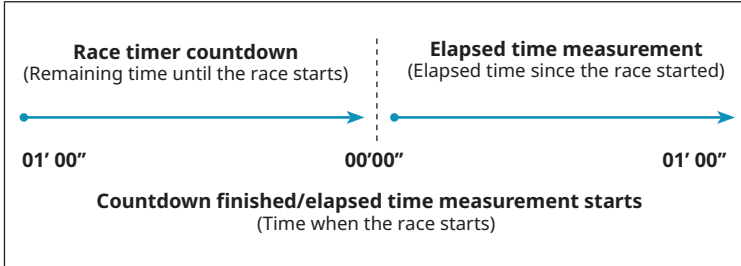 Race timer countdown
(Remaining time until the race starts)
Elapsed time measurement
(Elapsed time since the race started)
01’ 00”
00’00”
01’ 00”
Countdown finished/elapsed time measurement starts
(Time when the race starts)